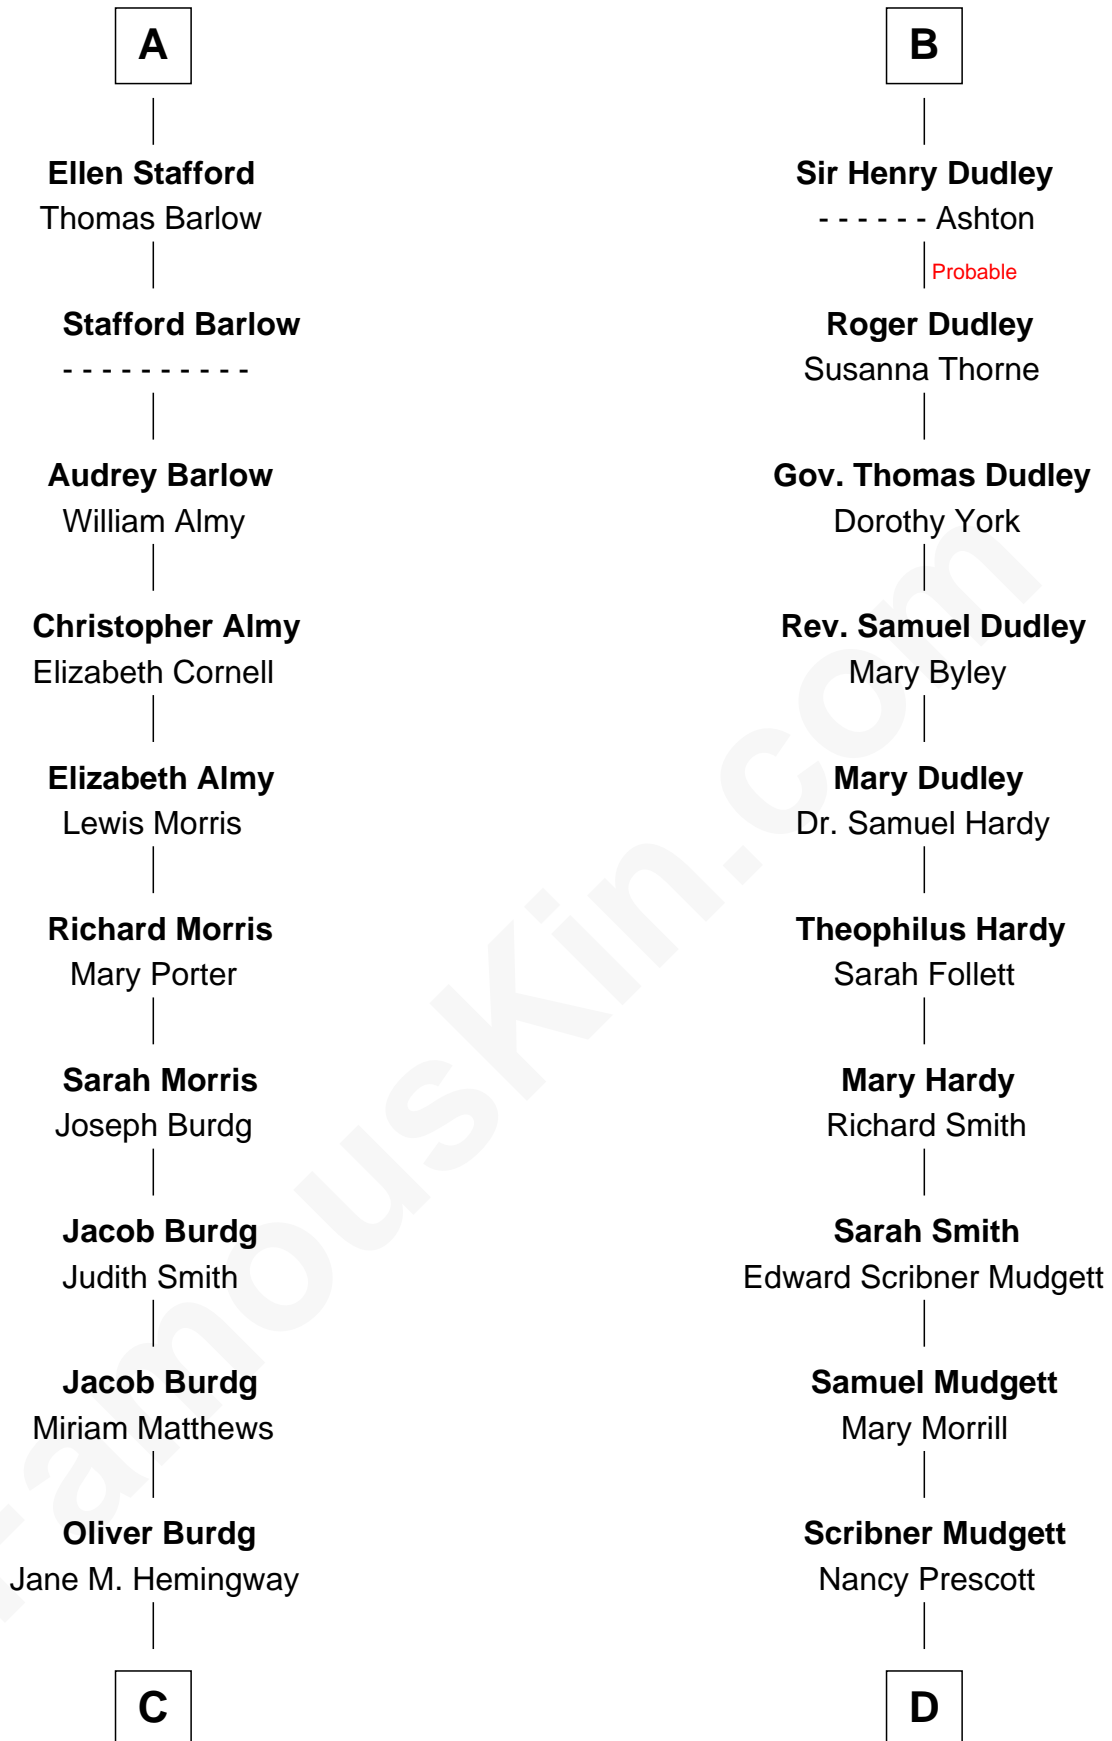 A
Ellen Stafford
Thomas Barlow
Stafford Barlow
- - - - - - - - - -
Audrey Barlow
William Almy
Christopher Almy
Elizabeth Cornell
Elizabeth Almy
Lewis Morris
Richard Morris
Mary Porter
Sarah Morris
Joseph Burdg
Jacob Burdg
Judith Smith
Jacob Burdg
Miriam Matthews
Oliver Burdg
Jane M. Hemingway
C
B
Sir Henry Dudley
- - - - - - Ashton
Probable
Roger Dudley
Susanna Thorne
Gov. Thomas Dudley
Dorothy York
Rev. Samuel Dudley
Mary Byley
Mary Dudley
Dr. Samuel Hardy
Theophilus Hardy
Sarah Follett
Mary Hardy
Richard Smith
Sarah Smith
Edward Scribner Mudgett
Samuel Mudgett
Mary Morrill
Scribner Mudgett
Nancy Prescott
D
FamousKin.com